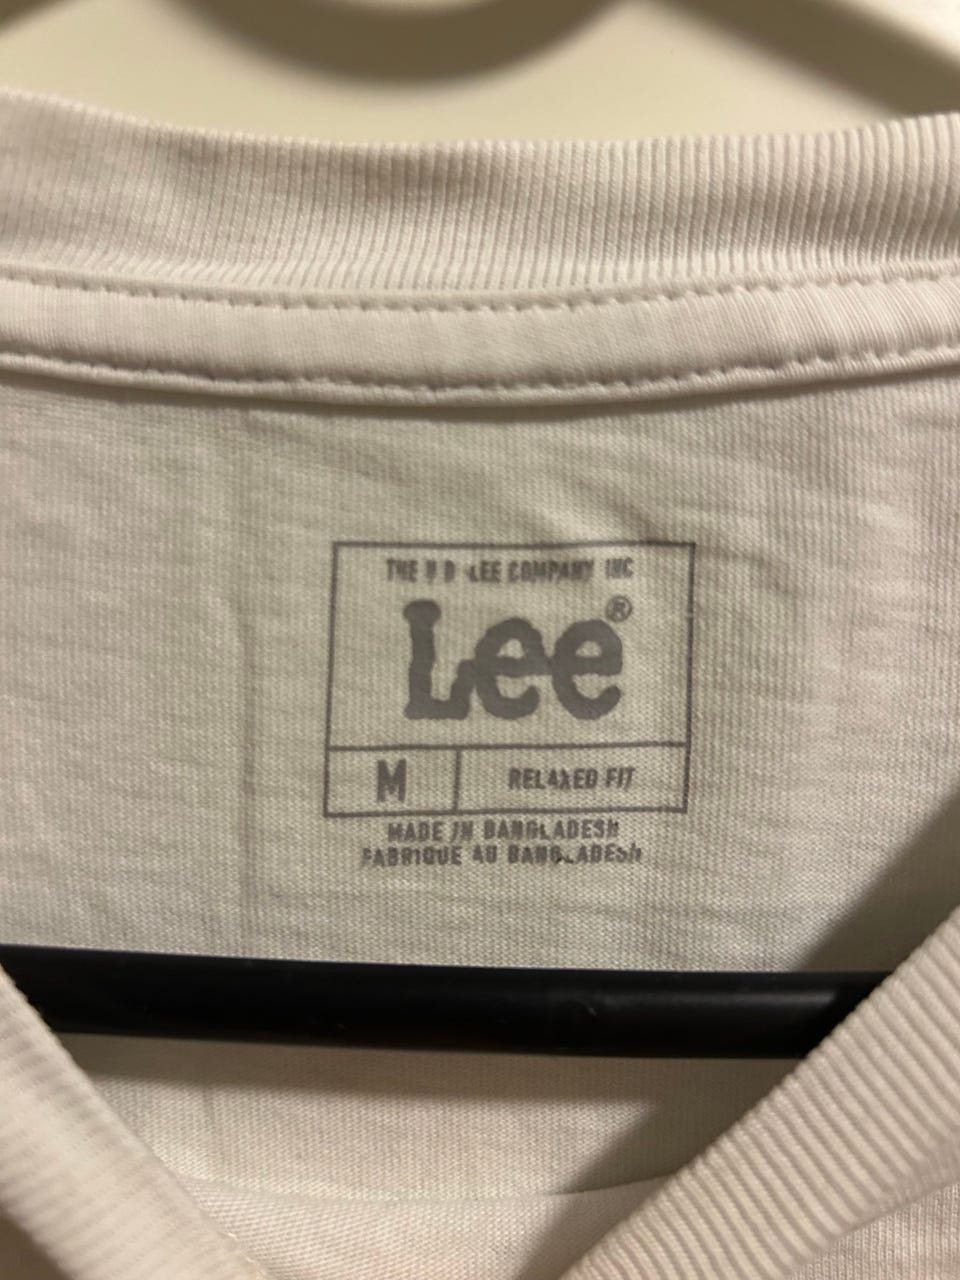 THE H D LEE COMPANY INC
Lee®
M
RELAXED FIT
MADE IN BANGLADESH
FABRIQUE AU BANGLADESH